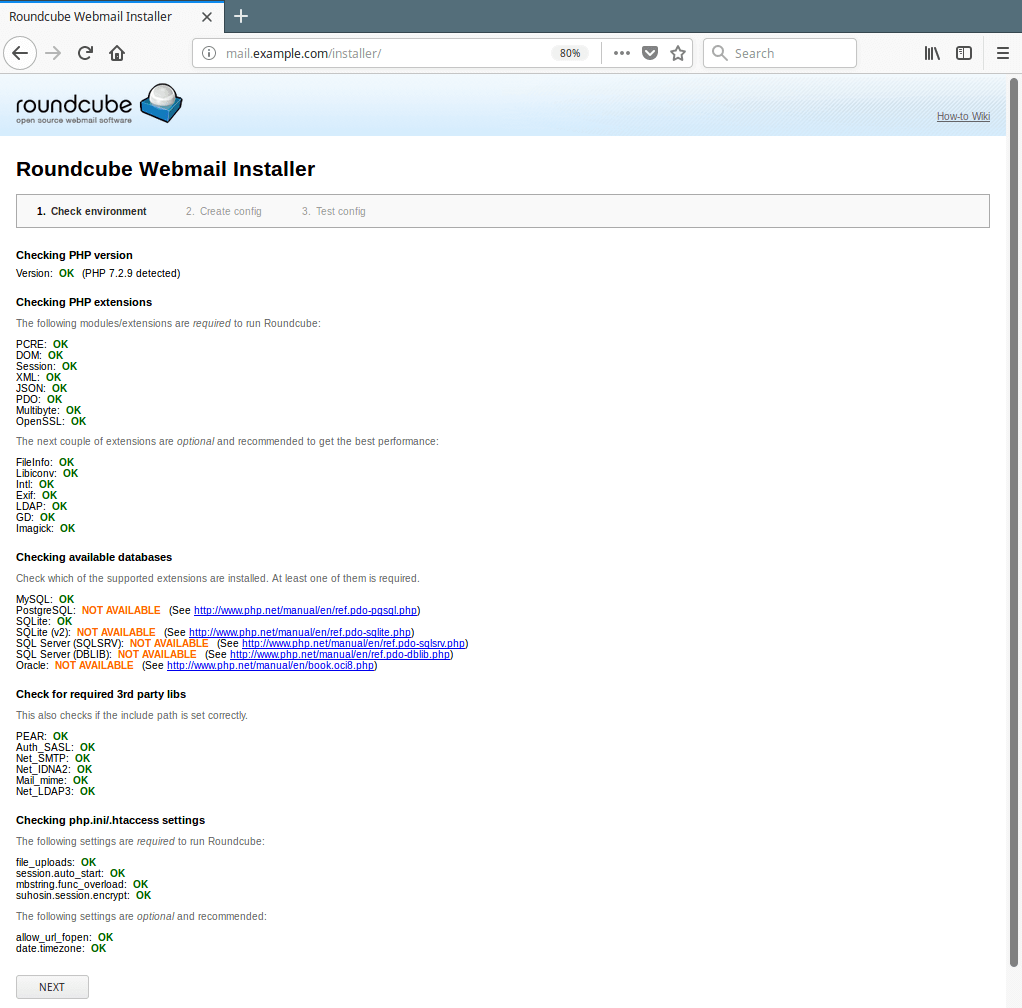 Roundcube Webmail Installer
mail.example.com/installer/ 80% Search
roundcube
open source webmail software
How-to Wiki
Roundcube Webmail Installer
1. Check environment 2. Create config 3. Test config
Checking PHP version
Version: OK (PHP 7.2.9 detected)
Checking PHP extensions
The following modules/extensions are required to run Roundcube:
PCRE: OK
DOM: OK
Session: OK
XML: OK
JSON: OK
PDO: OK
Multibyte: OK
OpenSSL: OK
The next couple of extensions are optional and recommended to get the best performance:
FileInfo: OK
Libiconv: OK
Intl: OK
Exif: OK
LDAP: OK
GD: OK
Imagick: OK
Checking available databases
Check which of the supported extensions are installed. At least one of them is required.
MySQL: OK
PostgreSQL: NOT AVAILABLE (See http://www.php.net/manual/en/ref.pdo-pgsql.php)
SQLite: OK
SQLite (v2): NOT AVAILABLE (See http://www.php.net/manual/en/ref.pdo-sqlite.php)
SQL Server (SQLSRV): NOT AVAILABLE (See http://www.php.net/manual/en/ref.pdo-sqlsrv.php)
SQL Server (DBLIB): NOT AVAILABLE (See http://www.php.net/manual/en/ref.pdo-dblib.php)
Oracle: NOT AVAILABLE (See http://www.php.net/manual/en/book.oci8.php)
Check for required 3rd party libs
This also checks if the include path is set correctly.
PEAR: OK
Auth_SASL: OK
Net_SMTP: OK
Net_IDNA2: OK
Mail_mime: OK
Net_LDAP3: OK
Checking php.ini/.htaccess settings
The following settings are required to run Roundcube:
file_uploads: OK
session.auto_start: OK
mbstring.func_overload: OK
suhosin.session.encrypt: OK
The following settings are optional and recommended:
allow_url_fopen: OK
date.timezone: OK
NEXT